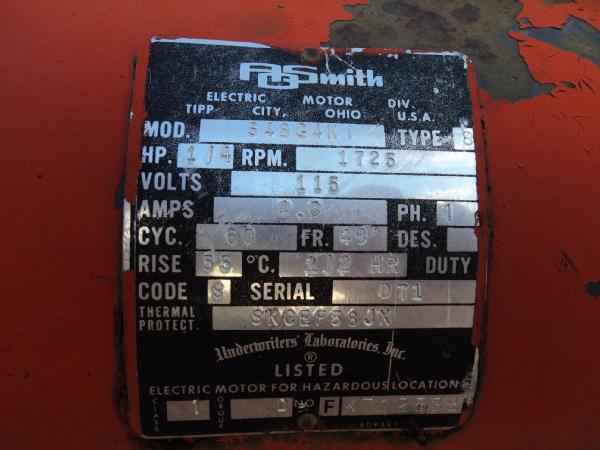 AOSmith
ELECTRIC MOTOR DIV.
TIPP CITY, OHIO U.S.A.
MOD. TYPE S
HP. 1/4 RPM. 1725
VOLTS 115
AMPS PH. 1
CYC. 60 FR. 48 DES.
RISE 55 °C. 1/2 HR DUTY
CODE S SERIAL D71
THERMAL PROTECT.
Underwriters' Laboratories, Inc.
®
LISTED
ELECTRIC MOTOR FOR HAZARDOUS LOCATION
CLASS 1 GROUP D NO F